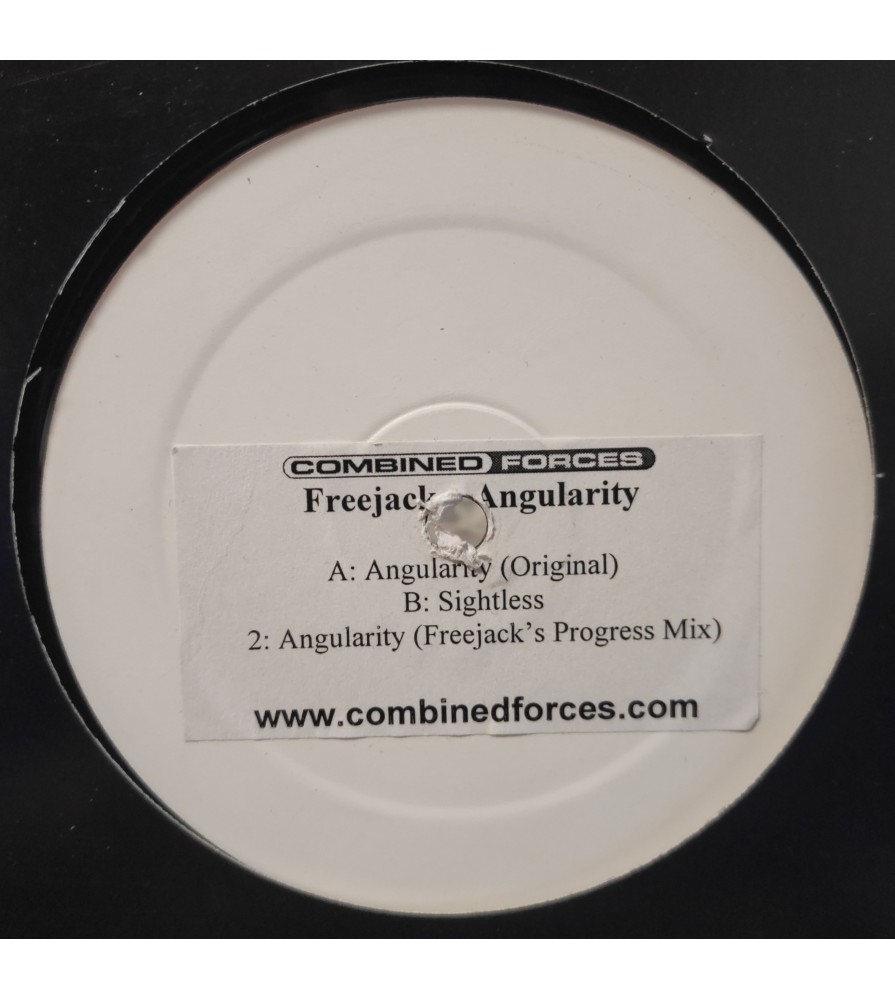 COMBINED FORCES
Freejack Angularity
A: Angularity (Original)
B: Sightless
2: Angularity (Freejack’s Progress Mix)
www.combinedforces.com